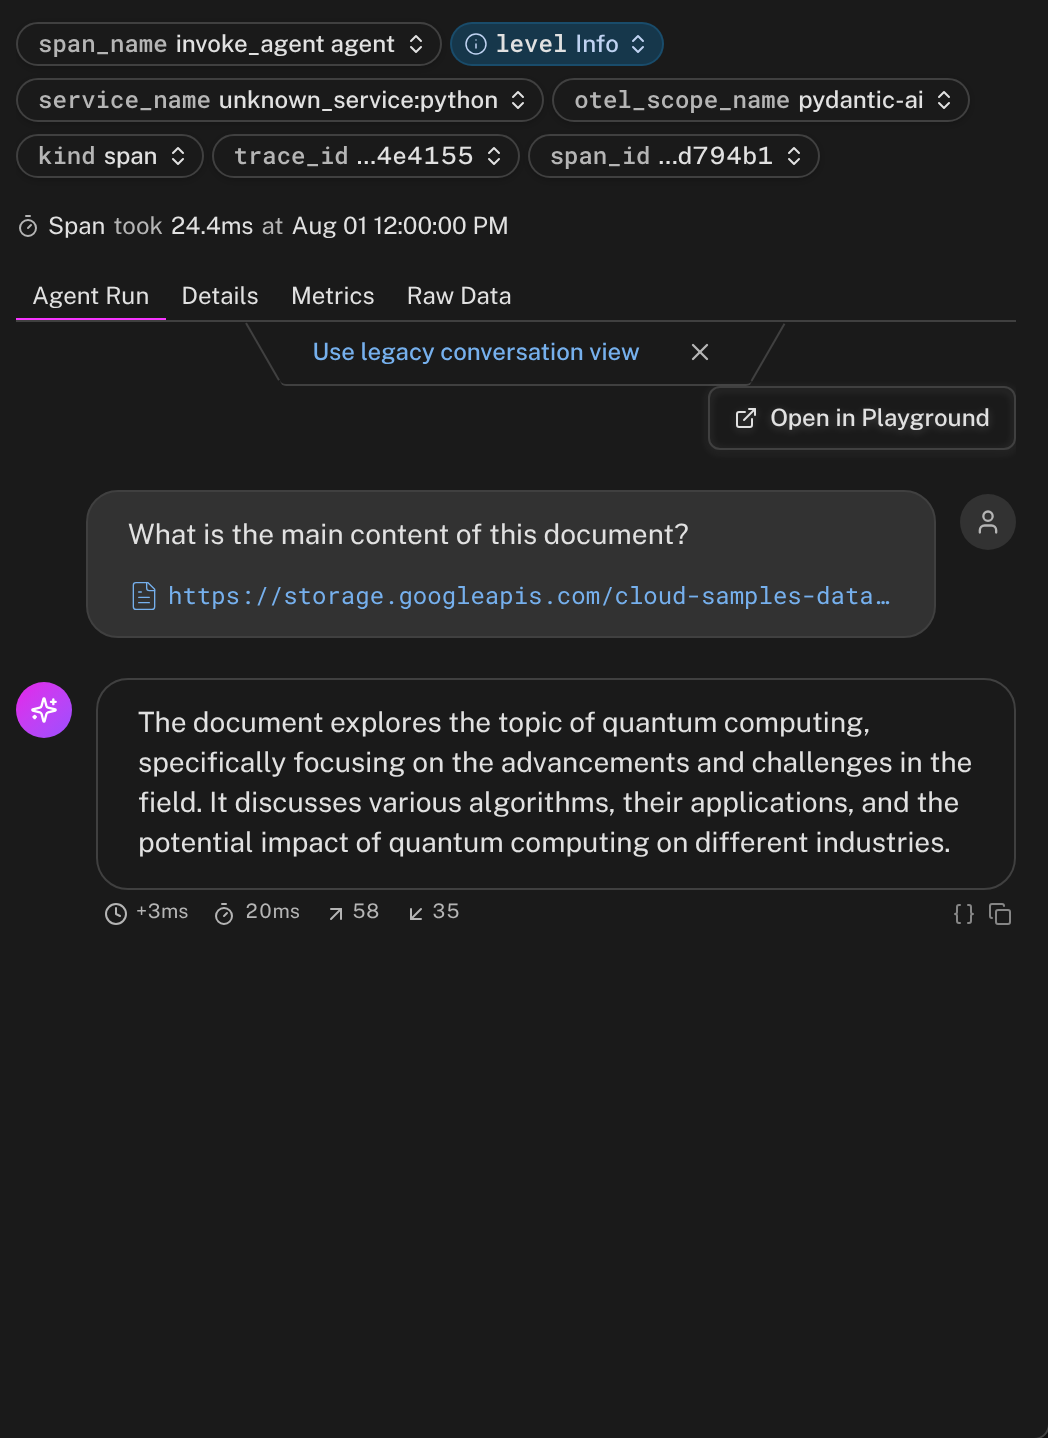 span_name invoke_agent agent
level Info
service_name unknown_service:python
otel_scope_name pydantic-ai
kind span
trace_id …4e4155
span_id …d794b1
Span took 24.4ms at Aug 01 12:00:00 PM
Agent Run
Details
Metrics
Raw Data
Use legacy conversation view
Open in Playground
What is the main content of this document?
https://storage.googleapis.com/cloud-samples-data…
The document explores the topic of quantum computing,
specifically focusing on the advancements and challenges in the
field. It discusses various algorithms, their applications, and the
potential impact of quantum computing on different industries.
+3ms
20ms
58
35
{}